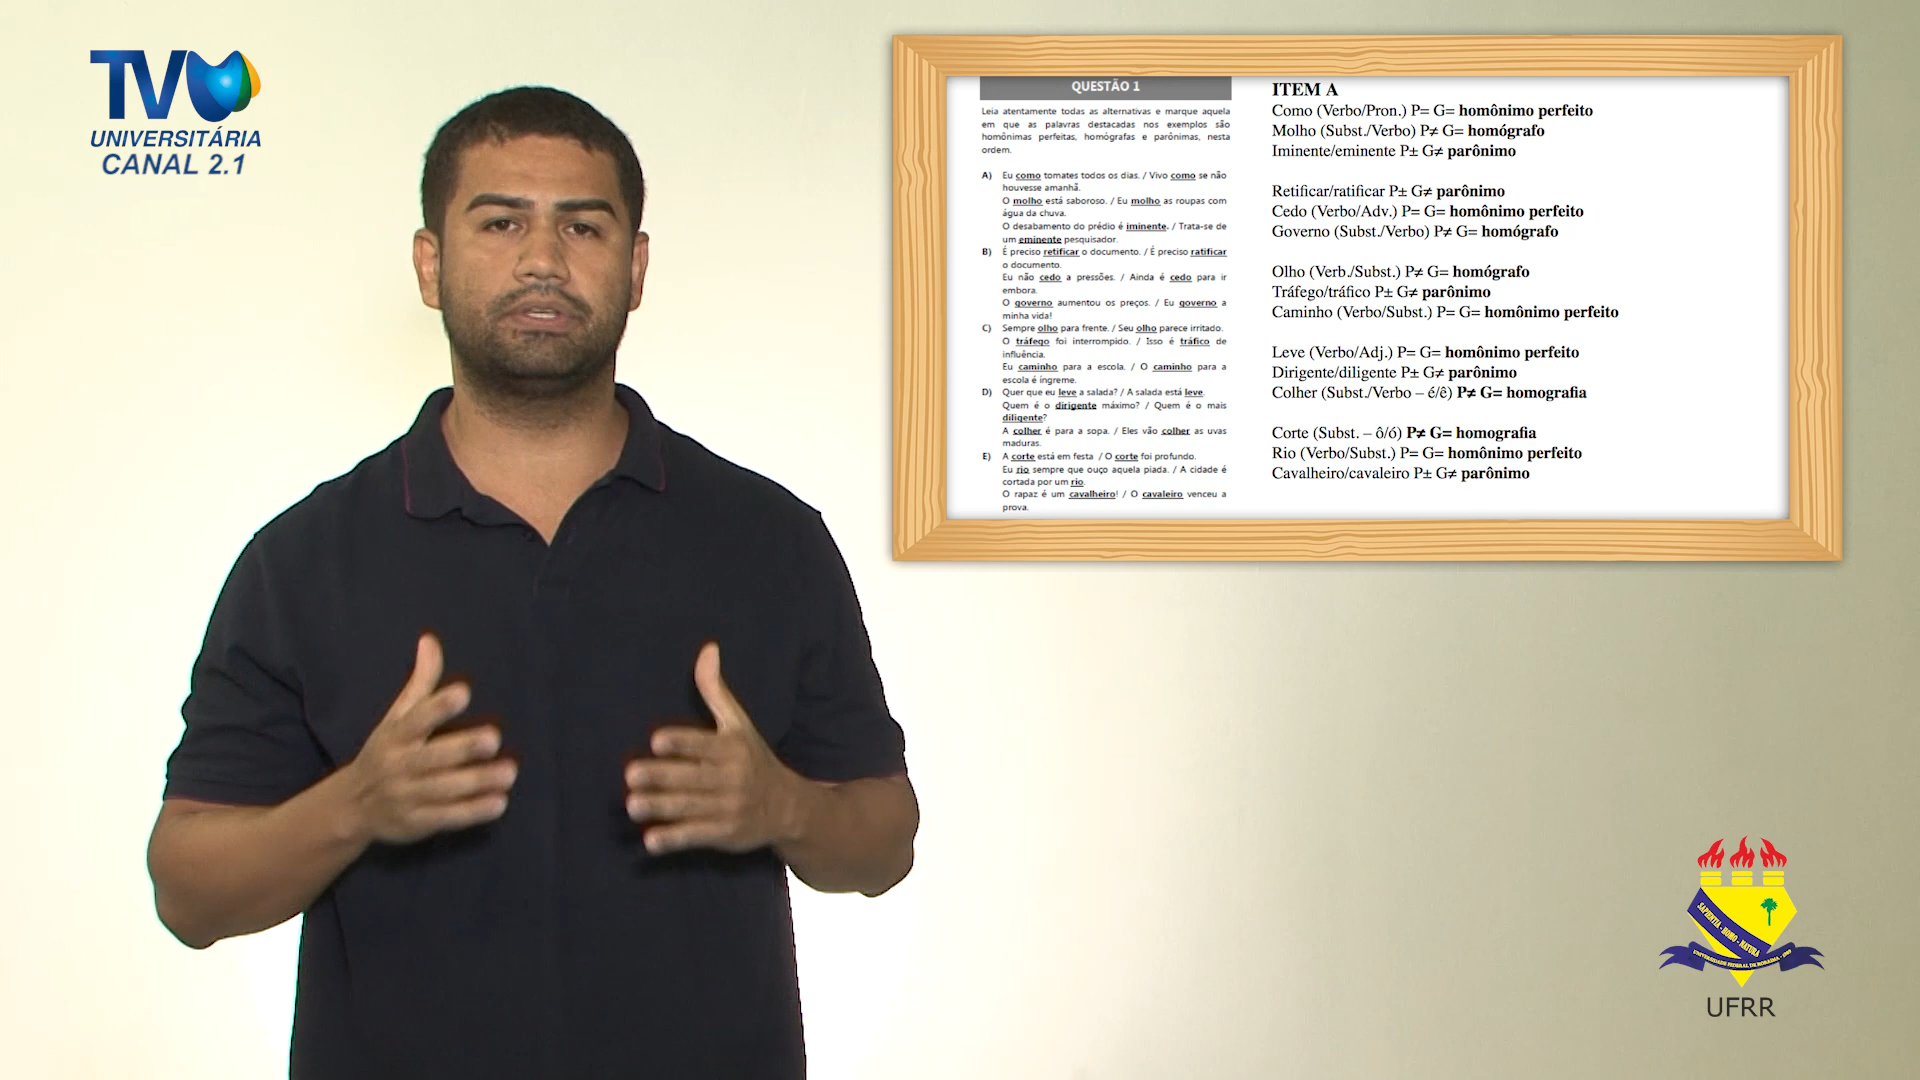 TVU
UNIVERSITÁRIA
CANAL 2.1
QUESTÃO 1
Leia atentamente todas as alternativas e marque aquela
em que as palavras destacadas nos exemplos são
homônimas perfeitas, homógrafas e parônimas, nesta
ordem.
A) Eu como tomates todos os dias. / Vivo como se não
houvesse amanhã.
O molho está saboroso. / Eu molho as roupas com
água da chuva.
O desabamento do prédio é iminente. / Trata-se de
um eminente pesquisador.
B) É preciso retificar o documento. / É preciso ratificar
o documento.
Eu não cedo a pressões. / Ainda é cedo para ir
embora.
O governo aumentou os preços. / Eu governo a
minha vida!
C) Sempre olho para frente. / Seu olho parece irritado.
O tráfego foi interrompido. / Isso é tráfico de
influência.
Eu caminho para a escola. / O caminho para a
escola é íngreme.
D) Quer que eu leve a salada? / A salada está leve.
Quem é o dirigente máximo? / Quem é o mais
diligente?
A colher é para a sopa. / Eles vão colher as uvas
maduras.
E) A corte está em festa / O corte foi profundo.
Eu rio sempre que ouço aquela piada. / A cidade é
cortada por um rio.
O rapaz é um cavalheiro! / O cavaleiro venceu a
prova.
ITEM A
Como (Verbo/Pron.) P= G= homônimo perfeito
Molho (Subst./Verbo) P≠ G= homógrafo
Iminente/eminente P± G≠ parônimo
Retificar/ratificar P± G≠ parônimo
Cedo (Verbo/Adv.) P= G= homônimo perfeito
Governo (Subst./Verbo) P≠ G= homógrafo
Olho (Verb./Subst.) P≠ G= homógrafo
Tráfego/tráfico P± G≠ parônimo
Caminho (Verbo/Subst.) P= G= homônimo perfeito
Leve (Verbo/Adj.) P= G= homônimo perfeito
Dirigente/diligente P± G≠ parônimo
Colher (Subst./Verbo – é/ê) P≠ G= homografia
Corte (Subst. – ô/ó) P≠ G= homografia
Rio (Verbo/Subst.) P= G= homônimo perfeito
Cavalheiro/cavaleiro P± G≠ parônimo
SAPIENTIA - HOMO - NATURA
UNIVERSIDADE FEDERAL DE RORAIMA - 1989
UFRR